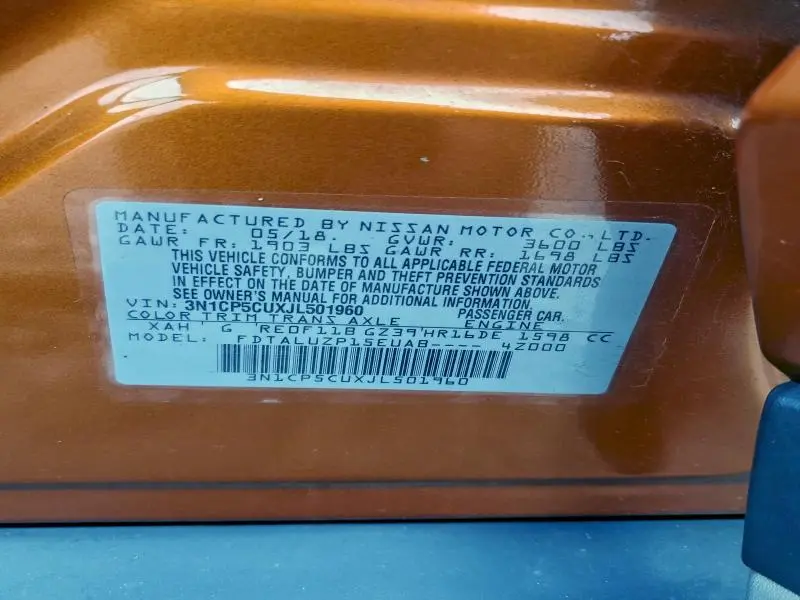 MANUFACTURED BY NISSAN MOTOR CO., LTD.
DATE: 05/18. GVWR: 3600 LBS
GAWR FR: 1903 LBS GAWR RR: 1698 LBS
THIS VEHICLE CONFORMS TO ALL APPLICABLE FEDERAL MOTOR
VEHICLE SAFETY, BUMPER AND THEFT PREVENTION STANDARDS
IN EFFECT ON THE DATE OF MANUFACTURE SHOWN ABOVE.
SEE OWNER'S MANUAL FOR ADDITIONAL INFORMATION.
VIN: 3N1CP5CUXJL501960 PASSENGER CAR.
COLOR TRIM TRANS AXLE ENGINE
XAH G RE0F11B GZ39 HR16DE 1598 CC
MODEL: FDTALUZP15EUAB---- 4Z000
3N1CP5CUXJL501960